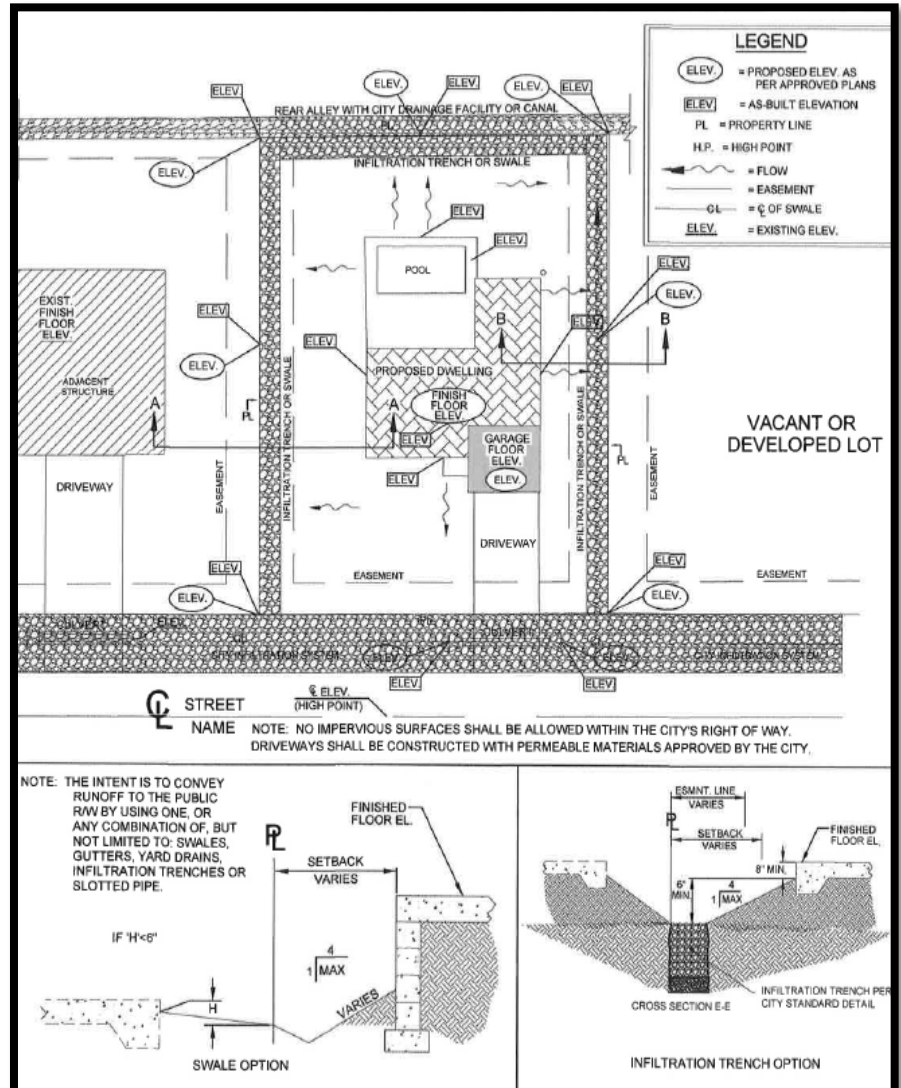 LEGEND
ELEV. = PROPOSED ELEV. AS
PER APPROVED PLANS
ELEV. = AS-BUILT ELEVATION
PL = PROPERTY LINE
H.P. = HIGH POINT
= FLOW
= EASEMENT
CL = ℄ OF SWALE
ELEV. = EXISTING ELEV.
ELEV.
ELEV.
ELEV.
ELEV.
ELEV.
REAR ALLEY WITH CITY DRAINAGE FACILITY OR CANAL
PL
INFILTRATION TRENCH OR SWALE
ELEV.
ELEV.
ELEV.
POOL
ELEV.
ELEV.
EXIST.
FINISH
FLOOR
ELEV.
ELEV.
ELEV.
ELEV.
ELEV.
B
B
ADJACENT
STRUCTURE
PROPOSED DWELLING
FINISH
FLOOR
ELEV.
ELEV.
A
A
PL
GARAGE
FLOOR
ELEV.
ELEV.
ELEV.
PL
VACANT OR
DEVELOPED LOT
DRIVEWAY
EASEMENT
INFILTRATION TRENCH OR SWALE
DRIVEWAY
INFILTRATION TRENCH OR SWALE
EASEMENT
EASEMENT
EASEMENT
ELEV.
ELEV.
ELEV.
ELEV.
CULVERT
ELEV.
CL
CITY INFILTRATION SYSTEM
CULVERT
ELEV.
ELEV.
CITY INFILTRATION SYSTEM
ELEV.
ELEV.
℄ STREET
NAME
℄ ELEV.
(HIGH POINT)
NOTE: NO IMPERVIOUS SURFACES SHALL BE ALLOWED WITHIN THE CITY'S RIGHT OF WAY.
DRIVEWAYS SHALL BE CONSTRUCTED WITH PERMEABLE MATERIALS APPROVED BY THE CITY.
NOTE: THE INTENT IS TO CONVEY
RUNOFF TO THE PUBLIC
R/W BY USING ONE, OR
ANY COMBINATION OF, BUT
NOT LIMITED TO: SWALES,
GUTTERS, YARD DRAINS,
INFILTRATION TRENCHES OR
SLOTTED PIPE.
IF 'H'<6"
H
PL
SETBACK
VARIES
FINISHED
FLOOR EL.
4
1 MAX
VARIES
SWALE OPTION
ESMNT. LINE
VARIES
PL
SETBACK
VARIES
FINISHED
FLOOR EL.
8" MIN.
6"
MIN.
4
1 MAX
INFILTRATION TRENCH PER
CITY STANDARD DETAIL
CROSS SECTION E-E
INFILTRATION TRENCH OPTION